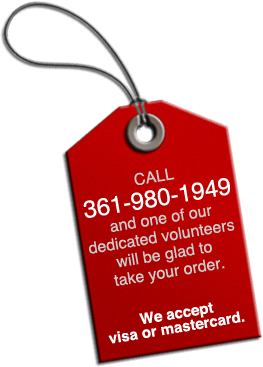 CALL
361-980-1949
and one of our
dedicated volunteers
will be glad to
take your order.
We accept
visa or mastercard.